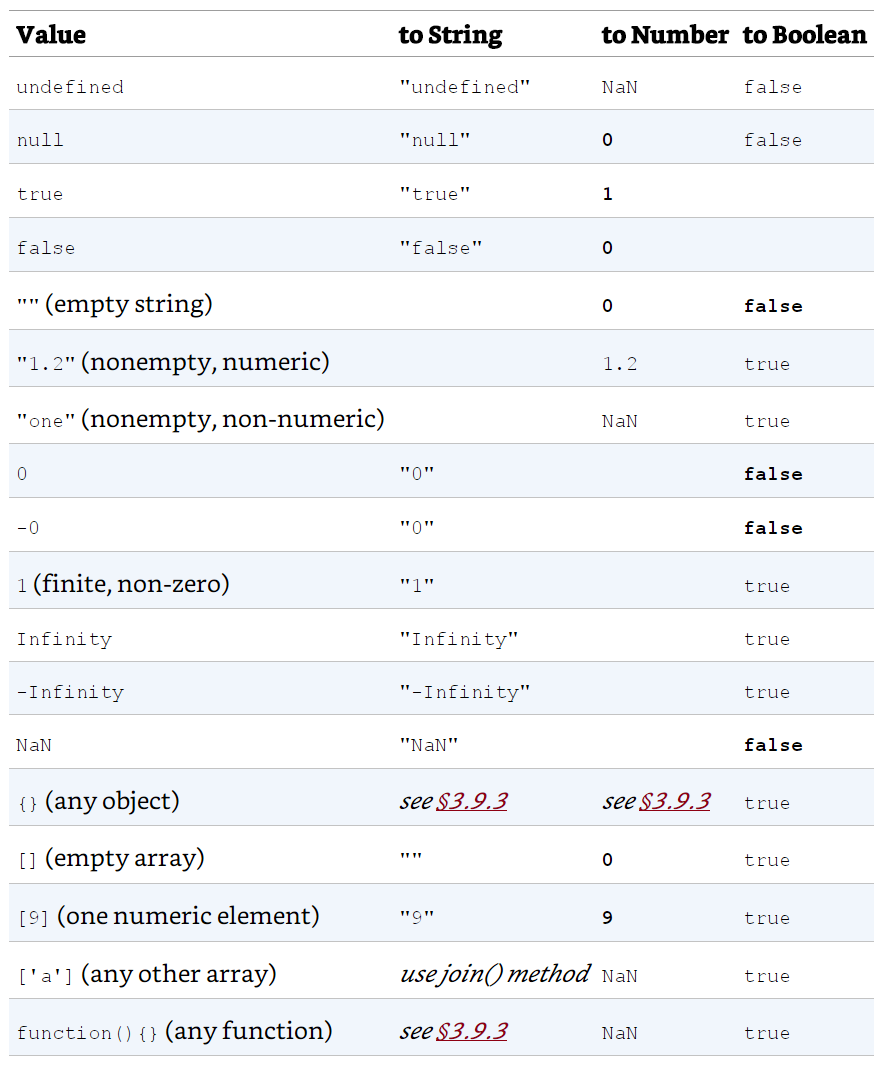 Value to String to Number to Boolean
undefined "undefined" NaN false
null "null" 0 false
true "true" 1
false "false" 0
"" (empty string) 0 false
"1.2" (nonempty, numeric) 1.2 true
"one" (nonempty, non-numeric) NaN true
0 "0" false
-0 "0" false
1 (finite, non-zero) "1" true
Infinity "Infinity" true
-Infinity "-Infinity" true
NaN "NaN" false
{} (any object) see §3.9.3 see §3.9.3 true
[] (empty array) "" 0 true
[9] (one numeric element) "9" 9 true
['a'] (any other array) use join() method NaN true
function(){} (any function) see §3.9.3 NaN true